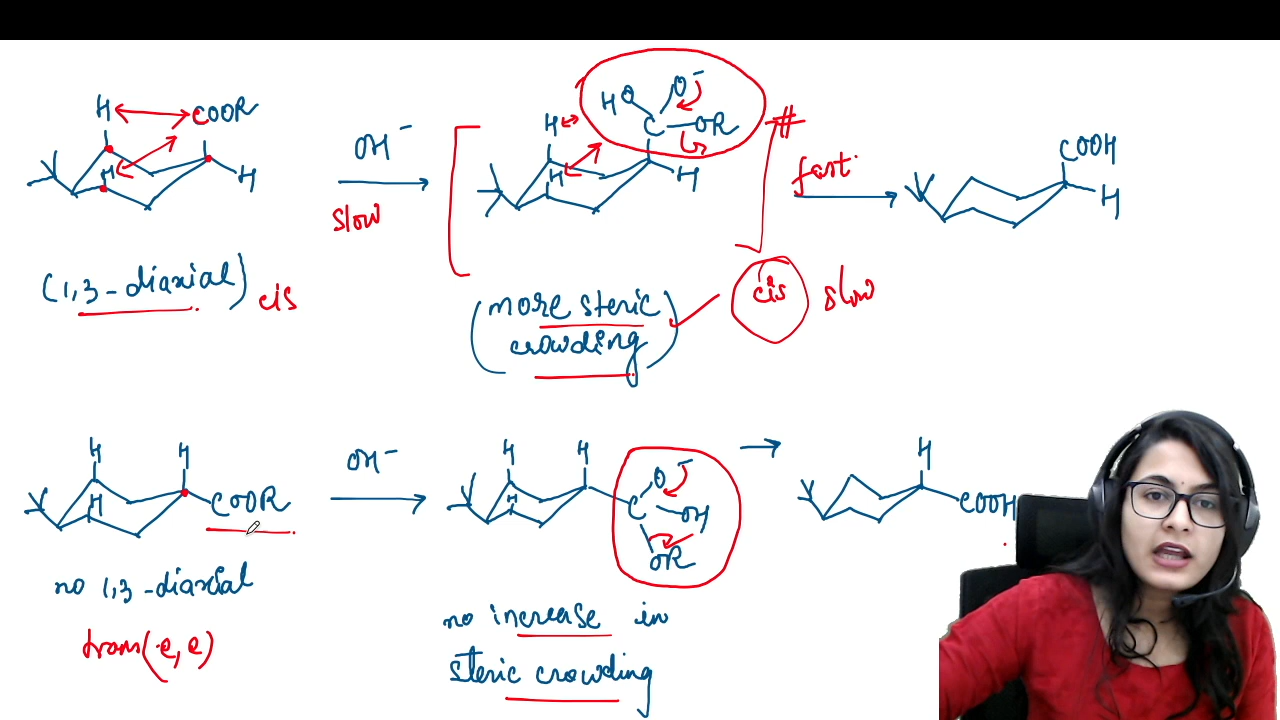 H COOR
H
H
OH⁻
slow
H HO O⁻
C OR
H
H
#
fast
COOH
H
(1,3-diaxial) cis
(more steric
crowding)
cis slow
H H
H COOR
OH⁻
H H
H C O⁻
OH
OR
H
COOH
no 1,3-diaxial
trans(e,e)
no increase in
steric crowding